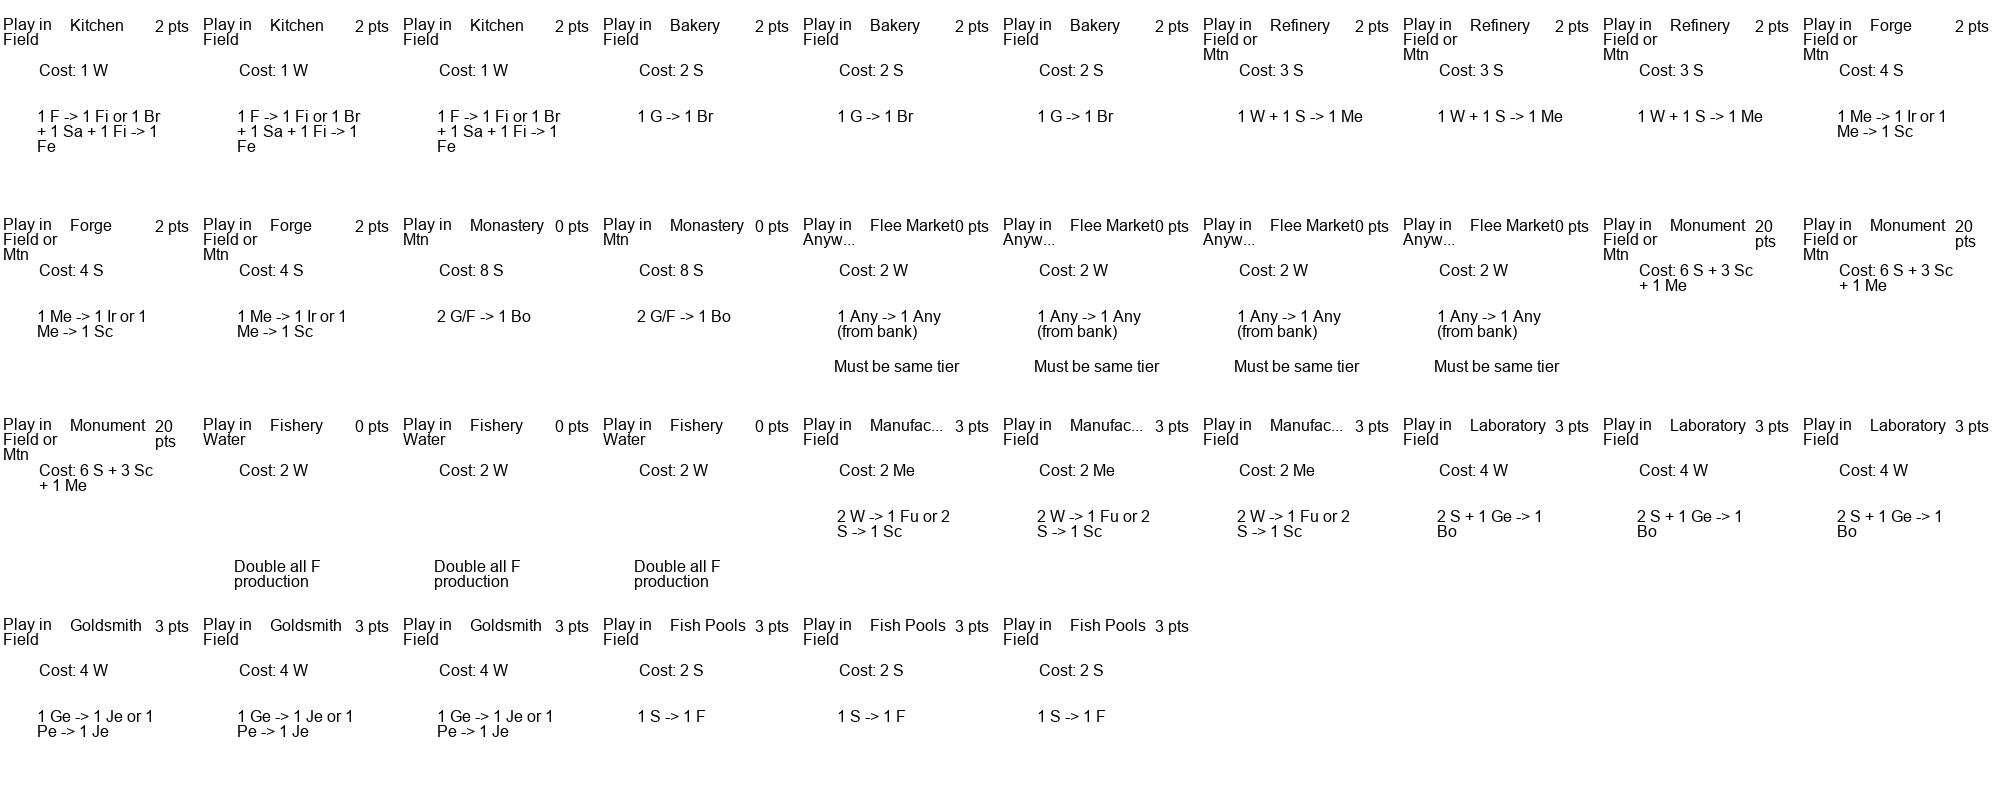 Play in Field Kitchen 2 pts
Cost: 1 W
1 F -> 1 Fi or 1 Br
+ 1 Sa + 1 Fi -> 1
Fe
Play in Field Kitchen 2 pts
Cost: 1 W
1 F -> 1 Fi or 1 Br
+ 1 Sa + 1 Fi -> 1
Fe
Play in Field Kitchen 2 pts
Cost: 1 W
1 F -> 1 Fi or 1 Br
+ 1 Sa + 1 Fi -> 1
Fe
Play in Field Bakery 2 pts
Cost: 2 S
1 G -> 1 Br
Play in Field Bakery 2 pts
Cost: 2 S
1 G -> 1 Br
Play in Field Bakery 2 pts
Cost: 2 S
1 G -> 1 Br
Play in Field or Mtn Refinery 2 pts
Cost: 3 S
1 W + 1 S -> 1 Me
Play in Field or Mtn Refinery 2 pts
Cost: 3 S
1 W + 1 S -> 1 Me
Play in Field or Mtn Refinery 2 pts
Cost: 3 S
1 W + 1 S -> 1 Me
Play in Field or Mtn Forge 2 pts
Cost: 4 S
1 Me -> 1 Ir or 1
Me -> 1 Sc
Play in Field or Mtn Forge 2 pts
Cost: 4 S
1 Me -> 1 Ir or 1
Me -> 1 Sc
Play in Field or Mtn Forge 2 pts
Cost: 4 S
1 Me -> 1 Ir or 1
Me -> 1 Sc
Play in Mtn Monastery 0 pts
Cost: 8 S
2 G/F -> 1 Bo
Play in Mtn Monastery 0 pts
Cost: 8 S
2 G/F -> 1 Bo
Play in Anyw... Flee Market 0 pts
Cost: 2 W
1 Any -> 1 Any
(from bank)
Must be same tier
Play in Anyw... Flee Market 0 pts
Cost: 2 W
1 Any -> 1 Any
(from bank)
Must be same tier
Play in Anyw... Flee Market 0 pts
Cost: 2 W
1 Any -> 1 Any
(from bank)
Must be same tier
Play in Anyw... Flee Market 0 pts
Cost: 2 W
1 Any -> 1 Any
(from bank)
Must be same tier
Play in Field or Mtn Monument 20 pts
Cost: 6 S + 3 Sc
+ 1 Me
Play in Field or Mtn Monument 20 pts
Cost: 6 S + 3 Sc
+ 1 Me
Play in Field or Mtn Monument 20 pts
Cost: 6 S + 3 Sc
+ 1 Me
Play in Water Fishery 0 pts
Cost: 2 W
Double all F
production
Play in Water Fishery 0 pts
Cost: 2 W
Double all F
production
Play in Water Fishery 0 pts
Cost: 2 W
Double all F
production
Play in Field Manufac... 3 pts
Cost: 2 Me
2 W -> 1 Fu or 2
S -> 1 Sc
Play in Field Manufac... 3 pts
Cost: 2 Me
2 W -> 1 Fu or 2
S -> 1 Sc
Play in Field Manufac... 3 pts
Cost: 2 Me
2 W -> 1 Fu or 2
S -> 1 Sc
Play in Field Laboratory 3 pts
Cost: 4 W
2 S + 1 Ge -> 1
Bo
Play in Field Laboratory 3 pts
Cost: 4 W
2 S + 1 Ge -> 1
Bo
Play in Field Laboratory 3 pts
Cost: 4 W
2 S + 1 Ge -> 1
Bo
Play in Field Goldsmith 3 pts
Cost: 4 W
1 Ge -> 1 Je or 1
Pe -> 1 Je
Play in Field Goldsmith 3 pts
Cost: 4 W
1 Ge -> 1 Je or 1
Pe -> 1 Je
Play in Field Goldsmith 3 pts
Cost: 4 W
1 Ge -> 1 Je or 1
Pe -> 1 Je
Play in Field Fish Pools 3 pts
Cost: 2 S
1 S -> 1 F
Play in Field Fish Pools 3 pts
Cost: 2 S
1 S -> 1 F
Play in Field Fish Pools 3 pts
Cost: 2 S
1 S -> 1 F